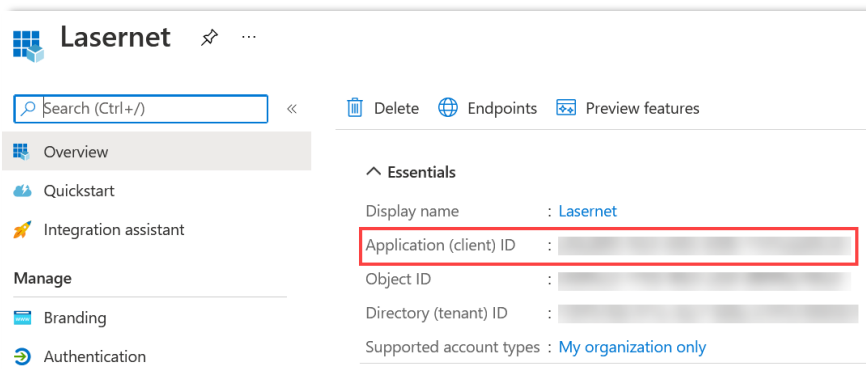 Lasernet
Search (Ctrl+/)
Overview
Quickstart
Integration assistant
Manage
Branding
Authentication
Delete Endpoints Preview features
Essentials
Display name : Lasernet
Application (client) ID :
Object ID :
Directory (tenant) ID :
Supported account types : My organization only